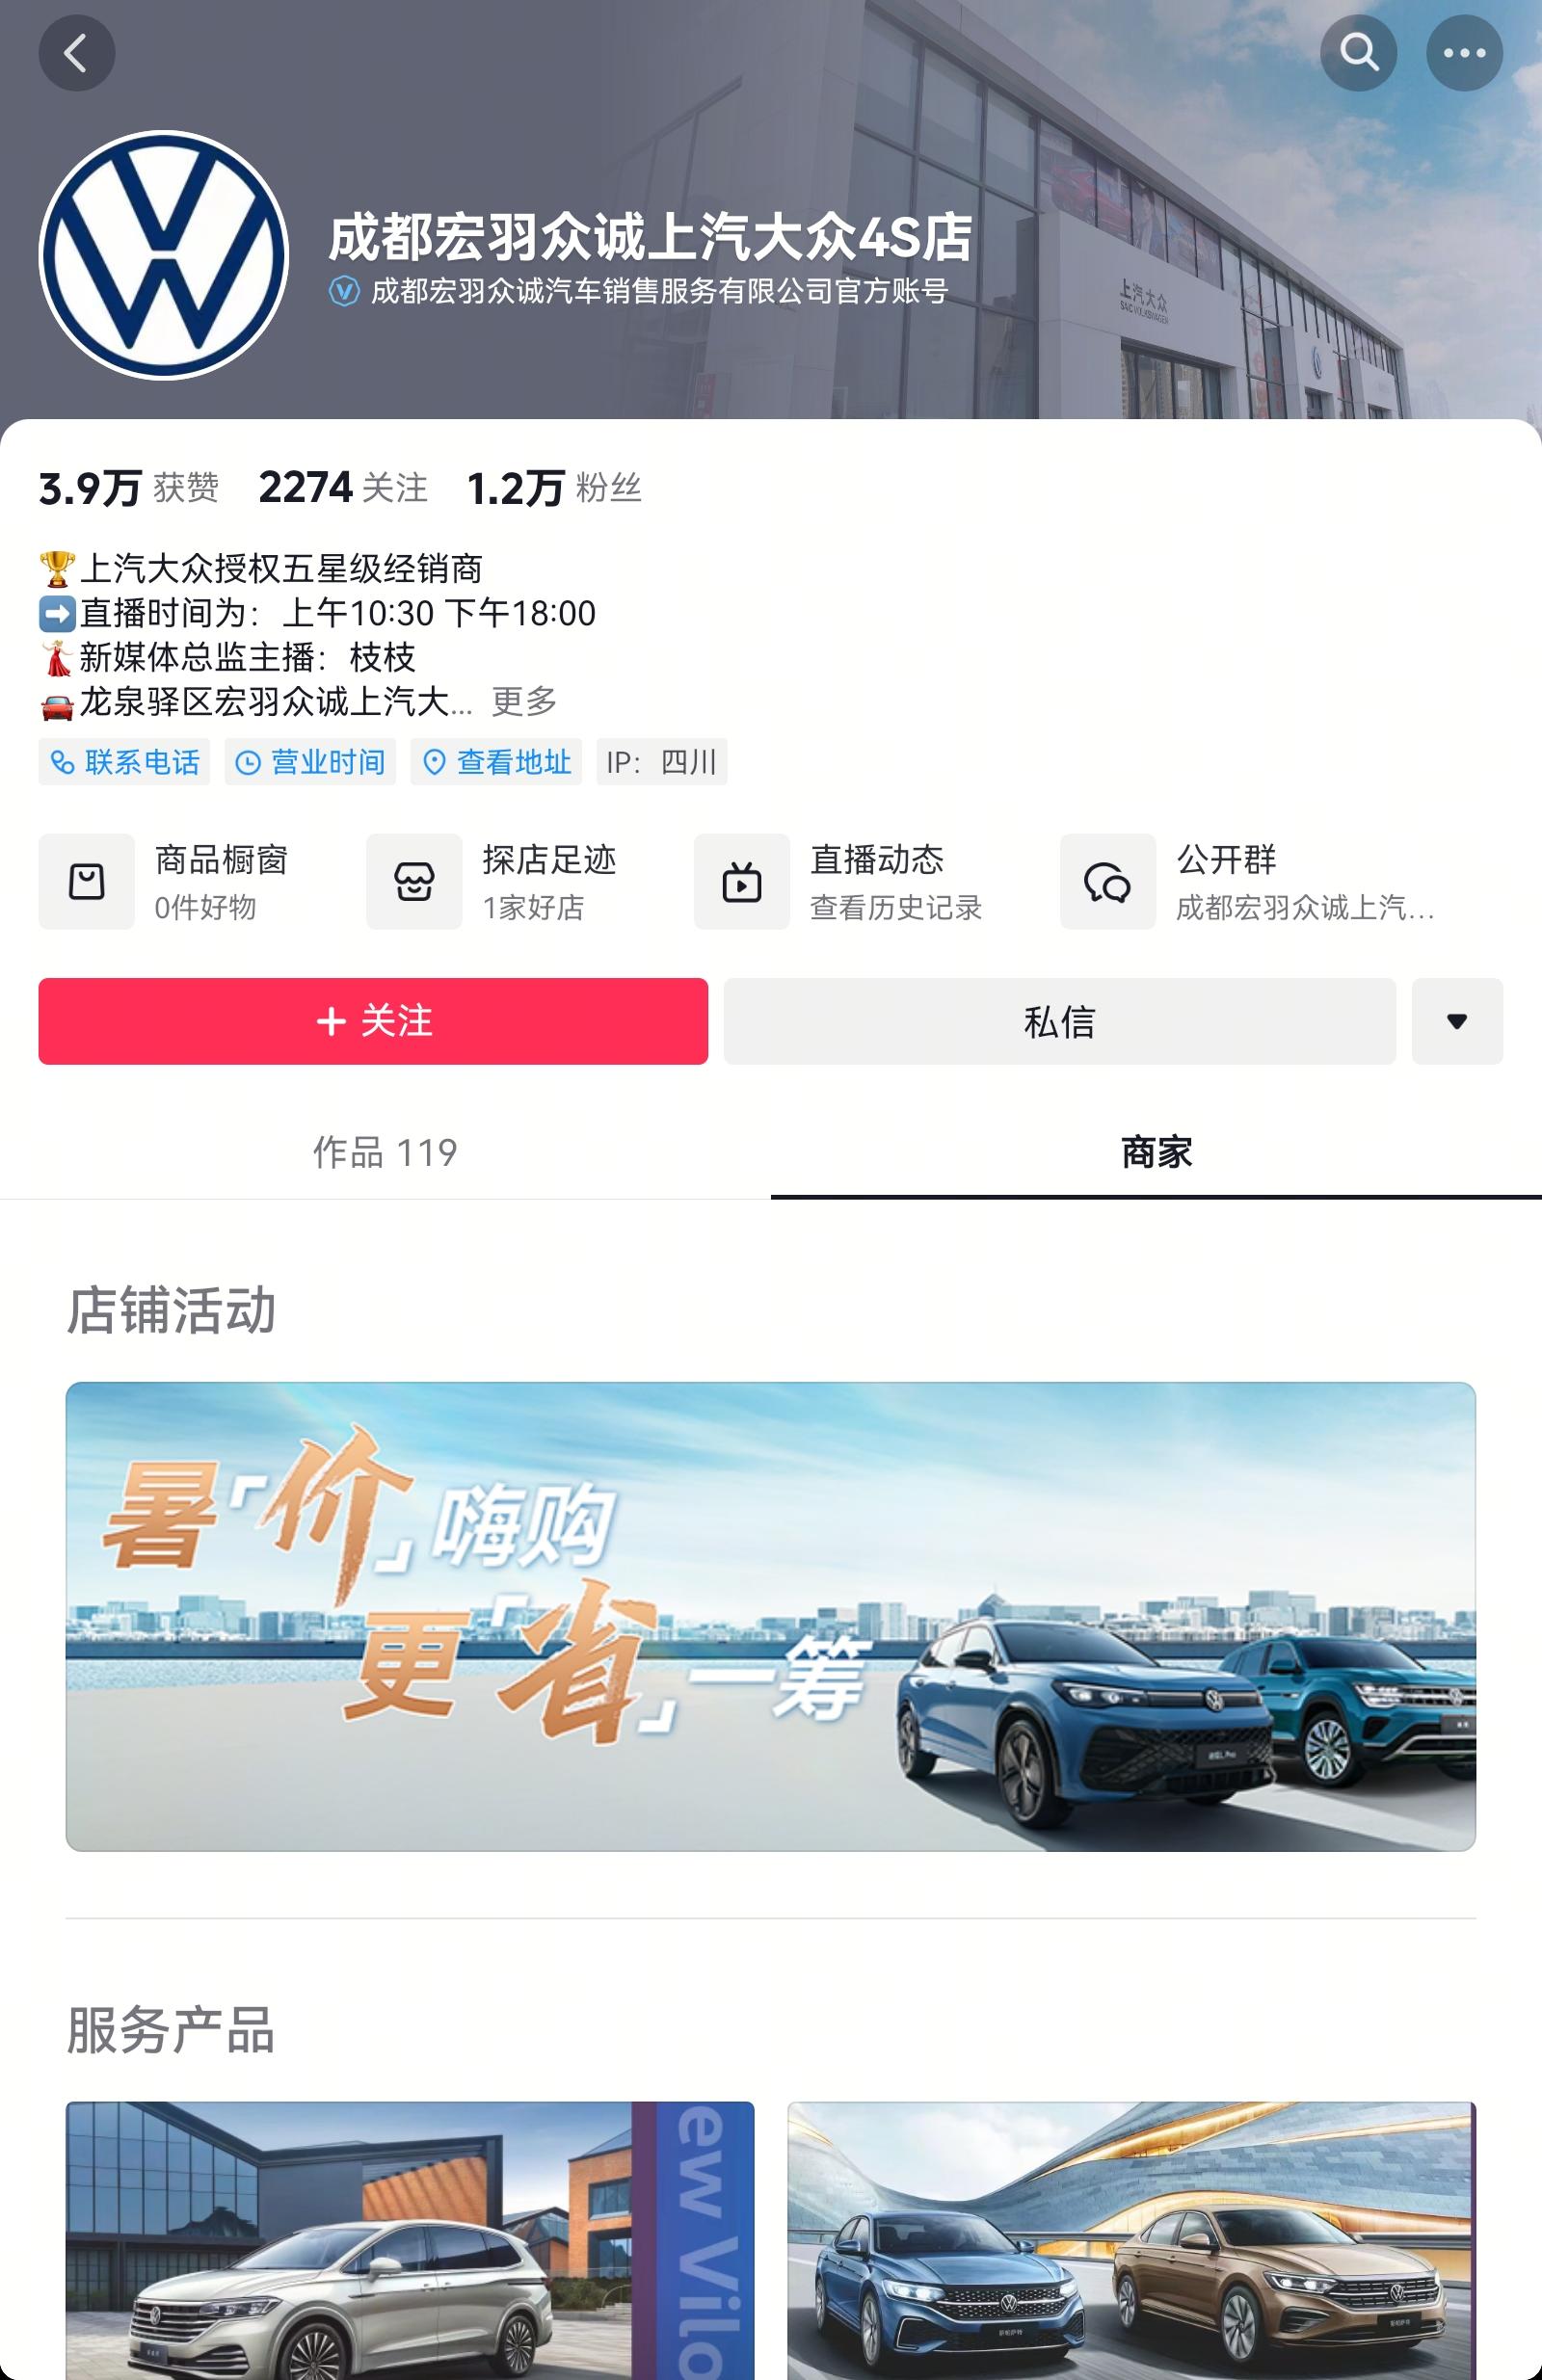 上汽大众
SAIC VOLKSWAGEN
成都宏羽众诚上汽大众4S店
成都宏羽众诚汽车销售服务有限公司官方账号
3.9万 获赞 2274 关注 1.2万 粉丝
🏆上汽大众授权五星级经销商
➡️直播时间为：上午10:30 下午18:00
💃新媒体总监主播：枝枝
🚘龙泉驿区宏羽众诚上汽大... 更多
联系电话 营业时间 查看地址 IP：四川
商品橱窗 探店足迹 直播动态 公开群
0件好物 1家好店 查看历史记录 成都宏羽众诚上汽...
+ 关注 私信
作品 119 商家
店铺活动
暑「价」嗨购
更「省」一筹
服务产品
ew Vilo